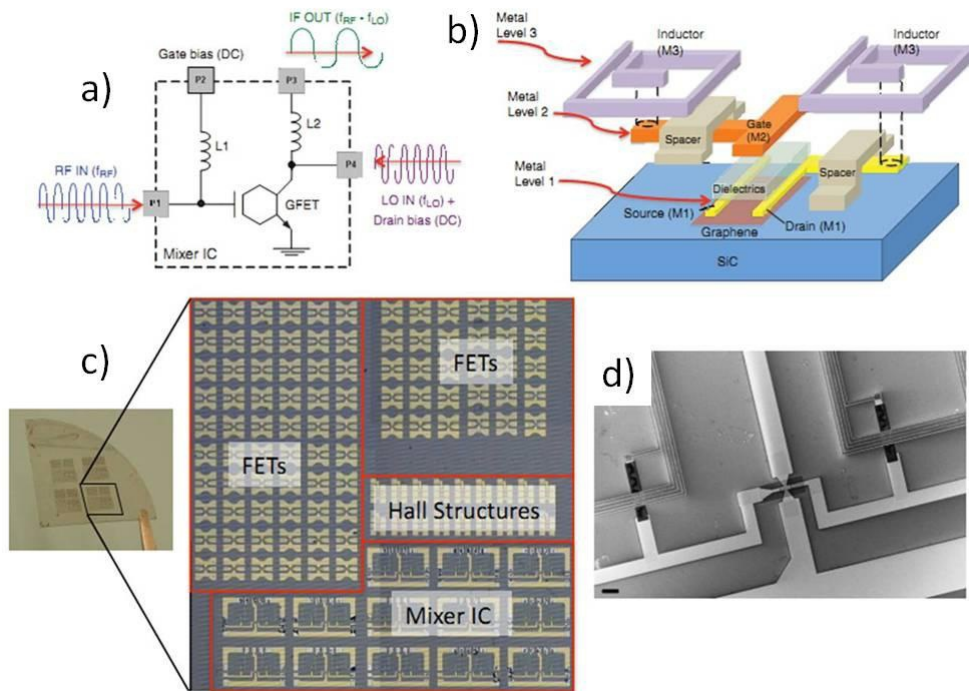 a)
IF OUT (fRF - fLO)
Gate bias (DC)
P2
P3
L1
L2
P4
RF IN (fRF)
P1
GFET
LO IN (fLO) +
Drain bias (DC)
Mixer IC
b)
Metal
Level 3
Inductor
(M3)
Inductor
(M3)
Metal
Level 2
Spacer
Gate
(M2)
Metal
Level 1
Dielectrics
Spacer
Source (M1)
Drain (M1)
Graphene
SiC
c)
FETs
FETs
Hall Structures
Mixer IC
d)